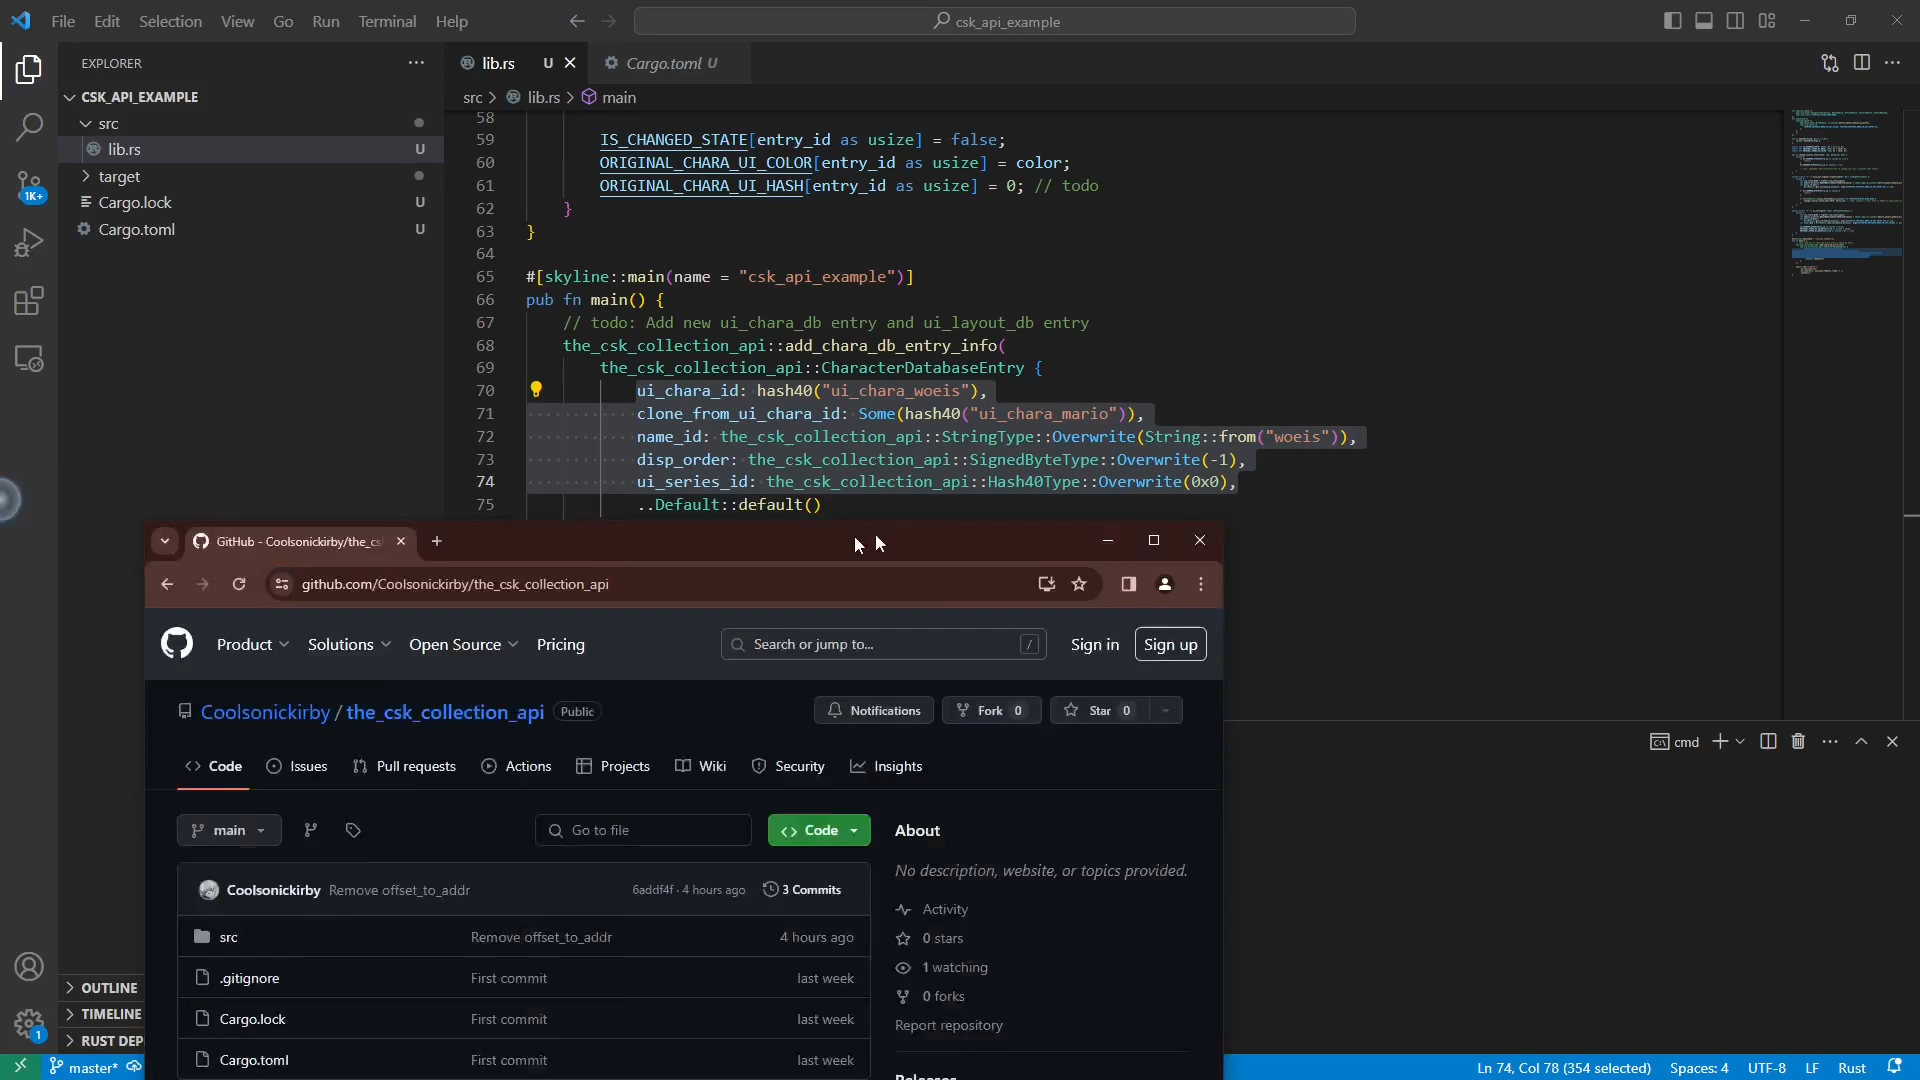 File Edit Selection View Go Run Terminal Help
csk_api_example
EXPLORER
lib.rs U
Cargo.toml U
CSK_API_EXAMPLE
src > lib.rs > main
src
lib.rs U
target
Cargo.lock U
Cargo.toml U
1K+
58
59 IS_CHANGED_STATE[entry_id as usize] = false;
60 ORIGINAL_CHARA_UI_COLOR[entry_id as usize] = color;
61 ORIGINAL_CHARA_UI_HASH[entry_id as usize] = 0; // todo
62 }
63 }
64
65 #[skyline::main(name = "csk_api_example")]
66 pub fn main() {
67 // todo: Add new ui_chara_db entry and ui_layout_db entry
68 the_csk_collection_api::add_chara_db_entry_info(
69 the_csk_collection_api::CharacterDatabaseEntry {
70 ui_chara_id: hash40("ui_chara_woeis"),
71 clone_from_ui_chara_id: Some(hash40("ui_chara_mario")),
72 name_id: the_csk_collection_api::StringType::Overwrite(String::from("woeis")),
73 disp_order: the_csk_collection_api::SignedByteType::Overwrite(-1),
74 ui_series_id: the_csk_collection_api::Hash40Type::Overwrite(0x0),
75 ..Default::default()
GitHub - Coolsonickirby/the_cs
github.com/Coolsonickirby/the_csk_collection_api
Product Solutions Open Source Pricing
Search or jump to... /
Sign in Sign up
Coolsonickirby / the_csk_collection_api Public
Notifications Fork 0 Star 0
Code Issues Pull requests Actions Projects Wiki Security Insights
main
Go to file
Code
About
No description, website, or topics provided.
Coolsonickirby Remove offset_to_addr 6addf4f · 4 hours ago 3 Commits
src Remove offset_to_addr 4 hours ago
.gitignore First commit last week
Cargo.lock First commit last week
Cargo.toml First commit last week
Activity
0 stars
1 watching
0 forks
Report repository
Releases
cmd
OUTLINE
TIMELINE
RUST DEP
1
master*
Ln 74, Col 78 (354 selected) Spaces: 4 UTF-8 LF Rust